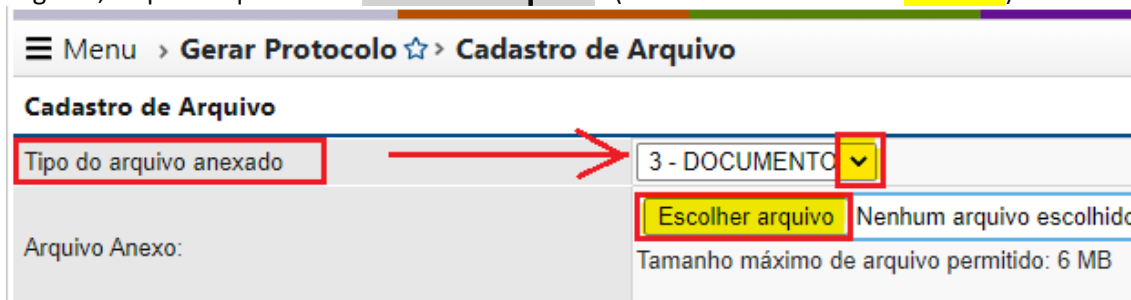 Menu > Gerar Protocolo ☆ > Cadastro de Arquivo
Cadastro de Arquivo
Tipo do arquivo anexado
3 - DOCUMENTO
Escolher arquivo Nenhum arquivo escolhido
Arquivo Anexo:
Tamanho máximo de arquivo permitido: 6 MB